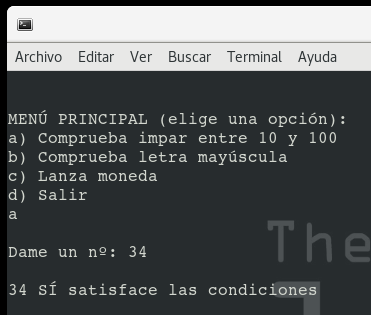 Archivo Editar Ver Buscar Terminal Ayuda
MENÚ PRINCIPAL (elige una opción):
a) Comprueba impar entre 10 y 100
b) Comprueba letra mayúscula
c) Lanza moneda
d) Salir
a
Dame un nº: 34
The
34 SÍ satisface las condiciones